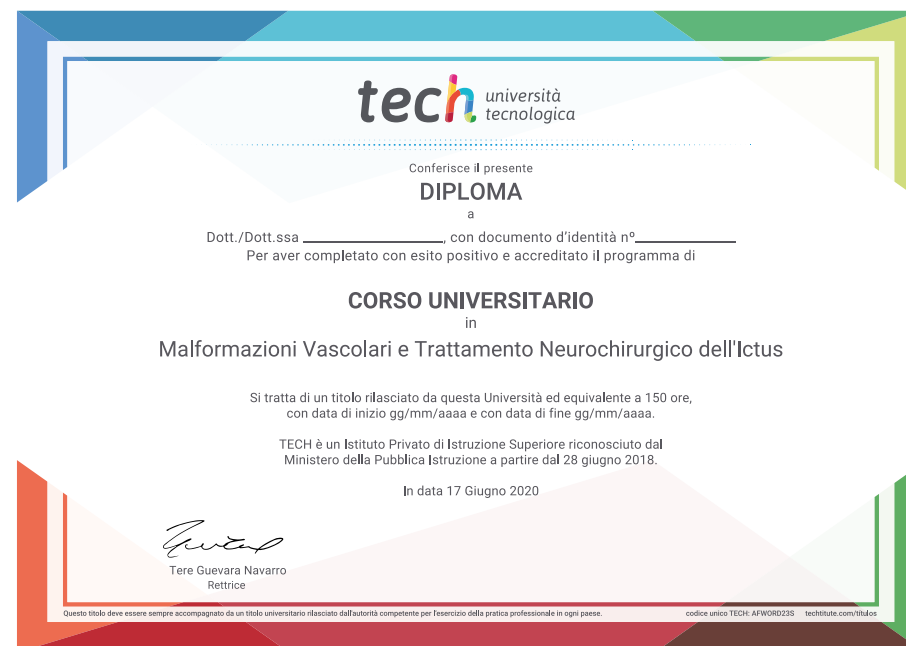 tech università
tecnologica
Conferisce il presente
DIPLOMA
a
Dott./Dott.ssa ____________________, con documento d'identità nº______________
Per aver completato con esito positivo e accreditato il programma di
CORSO UNIVERSITARIO
in
Malformazioni Vascolari e Trattamento Neurochirurgico dell'Ictus
Si tratta di un titolo rilasciato da questa Università ed equivalente a 150 ore,
con data di inizio gg/mm/aaaa e con data di fine gg/mm/aaaa.
TECH è un Istituto Privato di Istruzione Superiore riconosciuto dal
Ministero della Pubblica Istruzione a partire dal 28 giugno 2018.
In data 17 Giugno 2020
Tere Guevara Navarro
Rettrice
Questo titolo deve essere sempre accompagnato da un titolo universitario rilasciato dall'autorità competente per l'esercizio della pratica professionale in ogni paese. codice unico TECH: AFWORD23S techtitute.com/títulos